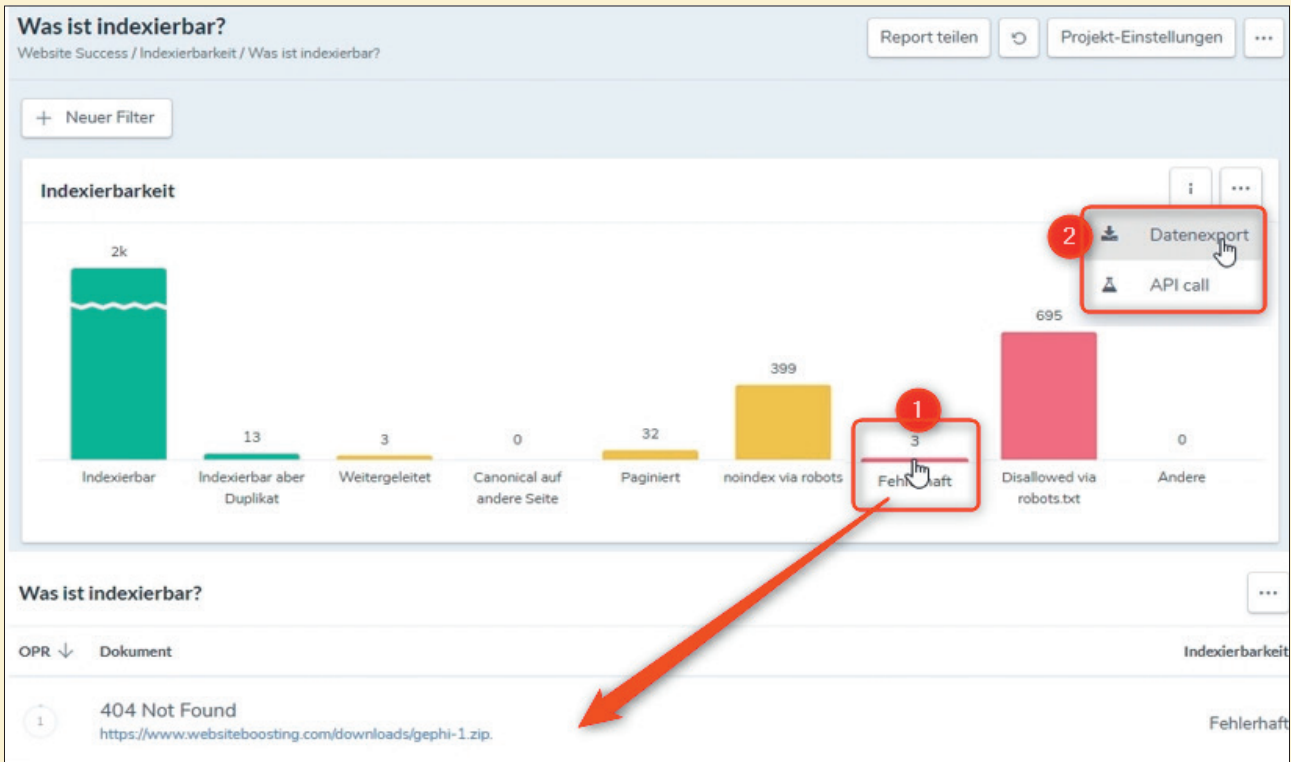 Was ist indexierbar?
Website Success / Indexierbarkeit / Was ist indexierbar?
Report teilen
Projekt-Einstellungen
+ Neuer Filter
Indexierbarkeit
i
2 Datenexport
API call
2k
13
3
0
32
399
1
3
695
0
Indexierbar
Indexierbar aber
Duplikat
Weitergeleitet
Canonical auf
andere Seite
Paginiert
noindex via robots
Fehlerhaft
Disallowed via
robots.txt
Andere
Was ist indexierbar?
OPR ↓ Dokument Indexierbarkeit
1
404 Not Found
https://www.websiteboosting.com/downloads/gephi-1.zip.
Fehlerhaft